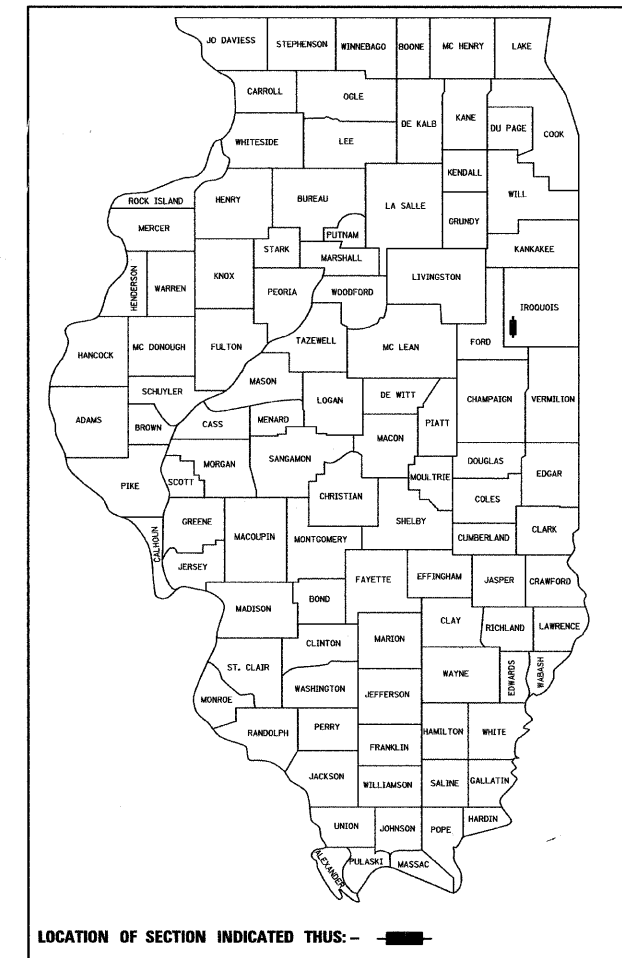 JO DAVIESS STEPHENSON WINNEBAGO BOONE MC HENRY LAKE
CARROLL OGLE DE KALB KANE DU PAGE COOK
WHITESIDE LEE KENDALL WILL
ROCK ISLAND HENRY BUREAU LA SALLE GRUNDY
MERCER PUTNAM KANKAKEE
HENDERSON WARREN KNOX STARK MARSHALL LIVINGSTON IROQUOIS
PEORIA WOODFORD
HANCOCK MC DONOUGH FULTON TAZEWELL MC LEAN FORD
SCHUYLER MASON LOGAN DE WITT CHAMPAIGN VERMILION
ADAMS BROWN CASS MENARD MACON PIATT
PIKE SCOTT MORGAN SANGAMON CHRISTIAN MOULTRIE DOUGLAS COLES EDGAR
CALHOUN GREENE MACOUPIN MONTGOMERY SHELBY CUMBERLAND CLARK
JERSEY FAYETTE EFFINGHAM JASPER CRAWFORD
MADISON BOND
CLINTON MARION CLAY RICHLAND LAWRENCE
ST. CLAIR WAYNE EDWARDS WABASH
MONROE WASHINGTON JEFFERSON
RANDOLPH PERRY FRANKLIN HAMILTON WHITE
JACKSON WILLIAMSON SALINE GALLATIN
UNION JOHNSON POPE HARDIN
ALEXANDER PULASKI MASSAC
LOCATION OF SECTION INDICATED THUS: –